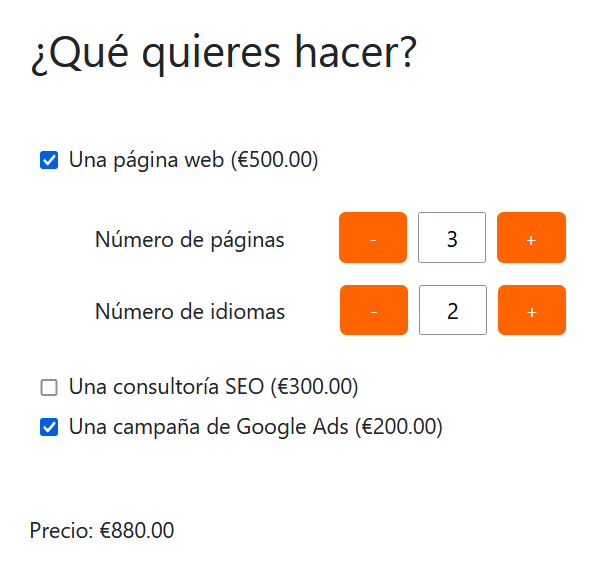 ¿Qué quieres hacer?
Una página web (€500.00)
Número de páginas - 3 +
Número de idiomas - 2 +
Una consultoría SEO (€300.00)
Una campaña de Google Ads (€200.00)
Precio: €880.00